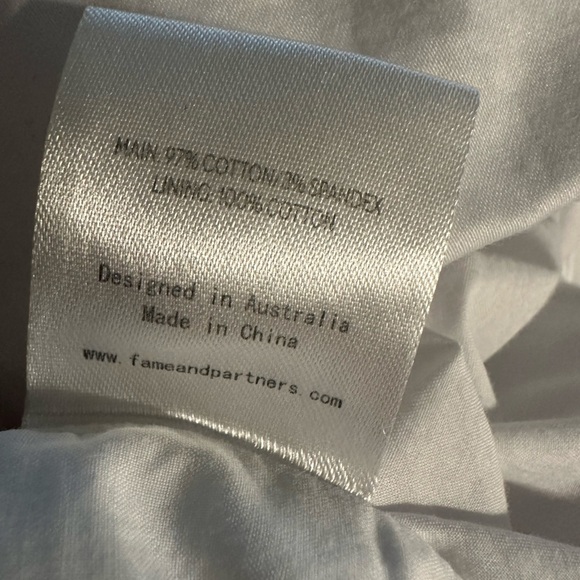 MAIN: 97% COTTON/ 3% SPANDEX
LINING: 100% COTTON
Designed in Australia
Made in China
www.fameandpartners.com